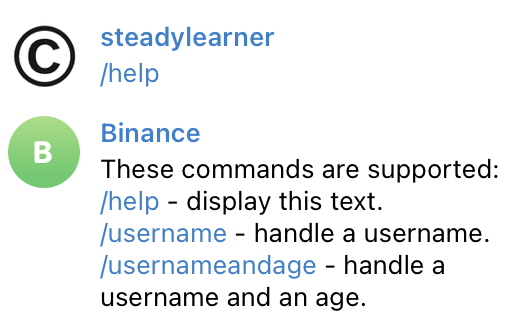 ©
steadylearner
/help
B
Binance
These commands are supported:
/help - display this text.
/username - handle a username.
/usernameandage - handle a
username and an age.